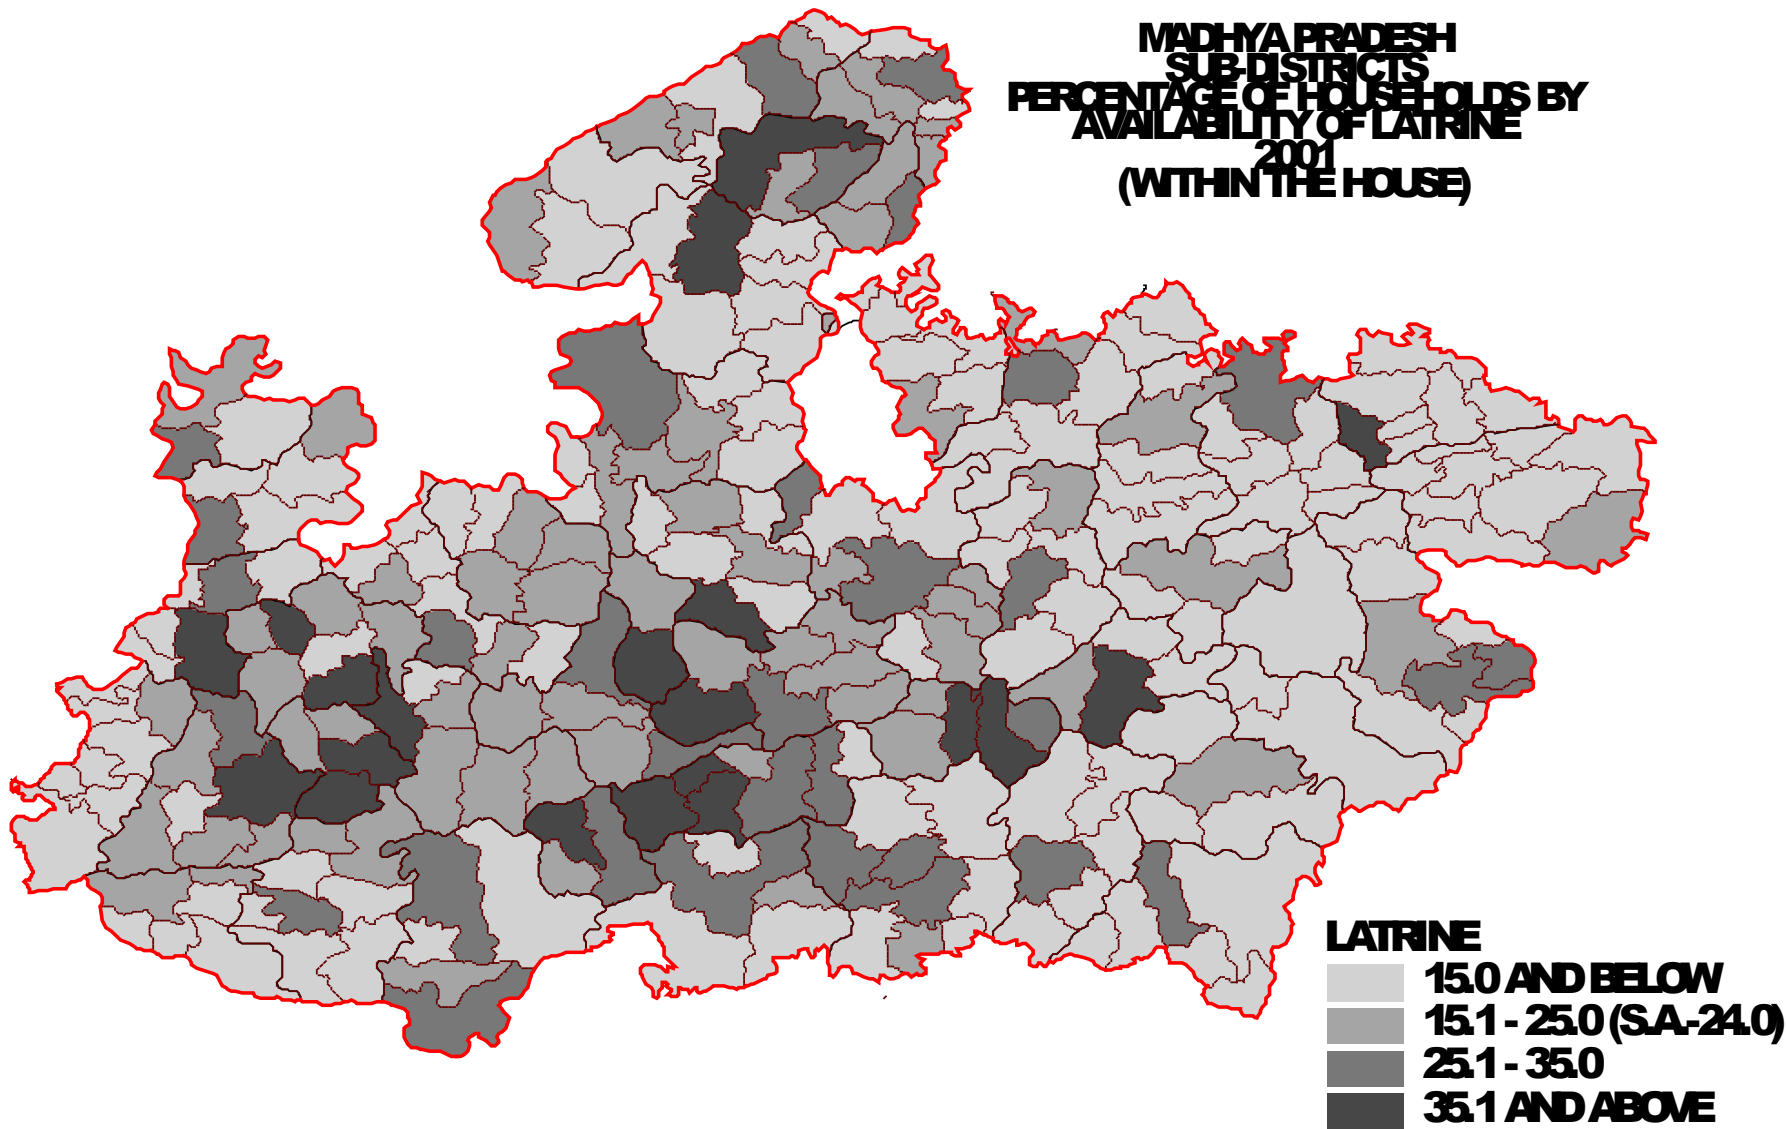 MADHYA PRADESH
SUB-DISTRICTS
PERCENTAGE OF HOUSEHOLDS BY
AVAILABILITY OF LATRINE
2001
(WITHIN THE HOUSE)
LATRINE
15.0 AND BELOW
15.1 - 25.0 (S.A.-24.0)
25.1 - 35.0
35.1 AND ABOVE